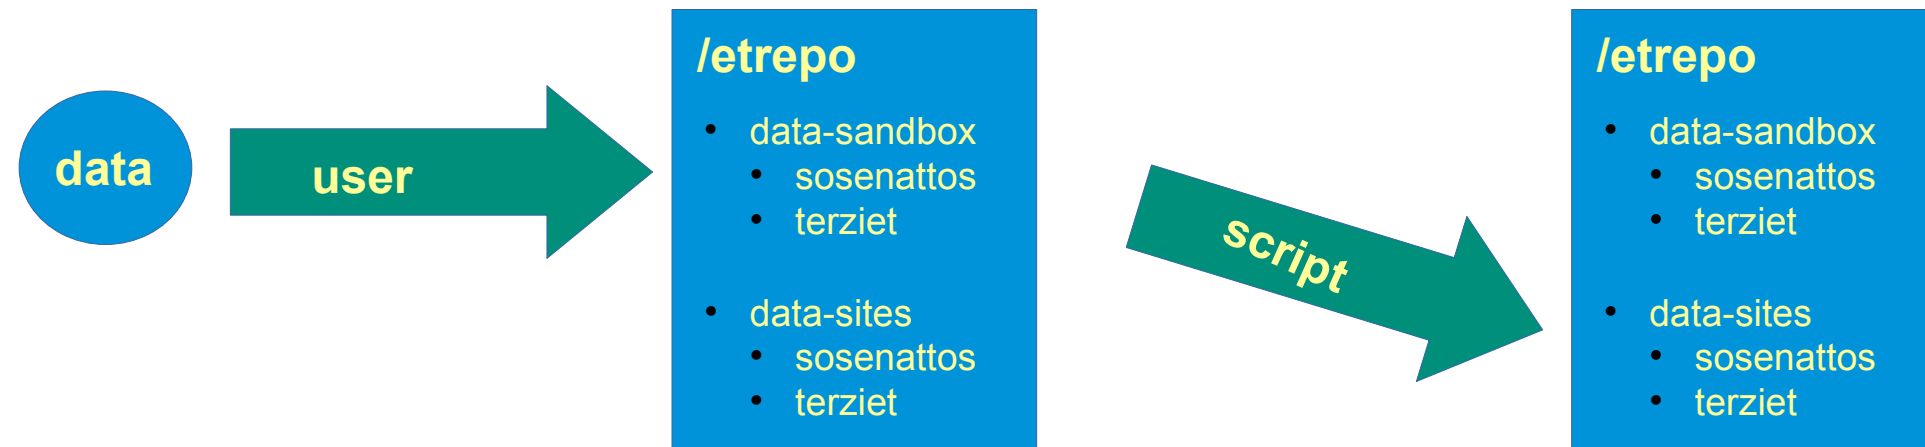 data
user
/etrepo
• data-sandbox
• sosenattos
• terziet
• data-sites
• sosenattos
• terziet
script
/etrepo
• data-sandbox
• sosenattos
• terziet
• data-sites
• sosenattos
• terziet